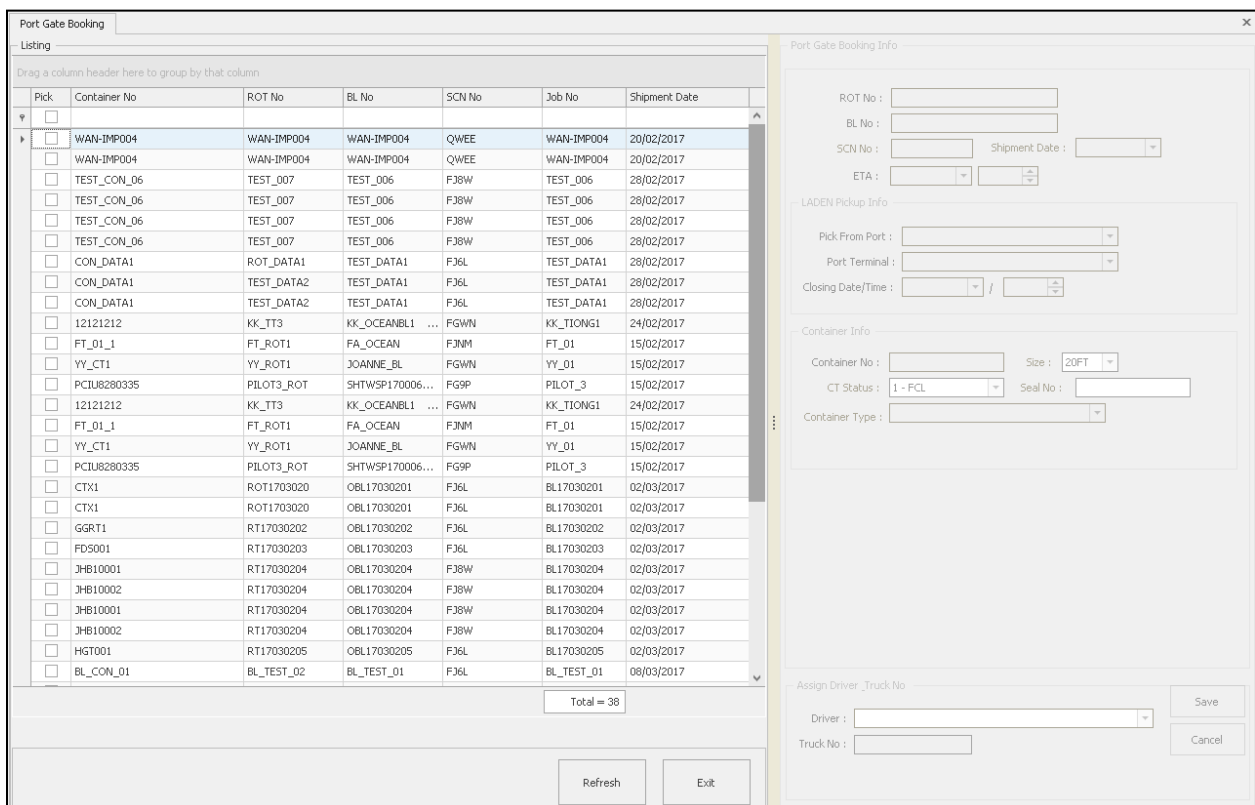 Port Gate Booking
Listing
Drag a column header here to group by that column
Pick Container No ROT No BL No SCN No Job No Shipment Date
WAN-IMP004 WAN-IMP004 WAN-IMP004 QWEE WAN-IMP004 20/02/2017
WAN-IMP004 WAN-IMP004 WAN-IMP004 QWEE WAN-IMP004 20/02/2017
TEST_CON_06 TEST_007 TEST_006 FJ8W TEST_006 28/02/2017
TEST_CON_06 TEST_007 TEST_006 FJ8W TEST_006 28/02/2017
TEST_CON_06 TEST_007 TEST_006 FJ8W TEST_006 28/02/2017
TEST_CON_06 TEST_007 TEST_006 FJ8W TEST_006 28/02/2017
CON_DATA1 ROT_DATA1 TEST_DATA1 FJ6L TEST_DATA1 28/02/2017
CON_DATA1 TEST_DATA2 TEST_DATA1 FJ6L TEST_DATA1 28/02/2017
CON_DATA1 TEST_DATA2 TEST_DATA1 FJ6L TEST_DATA1 28/02/2017
12121212 KK_TT3 KK_OCEANBL1 ... FGWN KK_TIONG1 24/02/2017
FT_01_1 FT_ROT1 FA_OCEAN FJNM FT_01 15/02/2017
YY_CT1 YY_ROT1 JOANNE_BL FGWN YY_01 15/02/2017
PCIU8280335 PILOT3_ROT SHTWSP170006... FG9P PILOT_3 15/02/2017
12121212 KK_TT3 KK_OCEANBL1 ... FGWN KK_TIONG1 24/02/2017
FT_01_1 FT_ROT1 FA_OCEAN FJNM FT_01 15/02/2017
YY_CT1 YY_ROT1 JOANNE_BL FGWN YY_01 15/02/2017
PCIU8280335 PILOT3_ROT SHTWSP170006... FG9P PILOT_3 15/02/2017
CTX1 ROT1703020 OBL17030201 FJ6L BL17030201 02/03/2017
CTX1 ROT1703020 OBL17030201 FJ6L BL17030201 02/03/2017
GGRT1 RT17030202 OBL17030202 FJ6L BL17030202 02/03/2017
FDS001 RT17030203 OBL17030203 FJ6L BL17030203 02/03/2017
JHB10001 RT17030204 OBL17030204 FJ8W BL17030204 02/03/2017
JHB10002 RT17030204 OBL17030204 FJ8W BL17030204 02/03/2017
JHB10001 RT17030204 OBL17030204 FJ8W BL17030204 02/03/2017
JHB10002 RT17030204 OBL17030204 FJ8W BL17030204 02/03/2017
HGT001 RT17030205 OBL17030205 FJ6L BL17030205 02/03/2017
BL_CON_01 BL_TEST_02 BL_TEST_01 FJ6L BL_TEST_01 08/03/2017
Total = 38
Refresh Exit
Port Gate Booking Info
ROT No :
BL No :
SCN No : Shipment Date :
ETA :
LADEN Pickup Info
Pick From Port :
Port Terminal :
Closing Date/Time : /
Container Info
Container No : Size : 20FT
CT Status : 1 - FCL Seal No :
Container Type :
Assign Driver _Truck No
Driver :
Truck No :
Save
Cancel